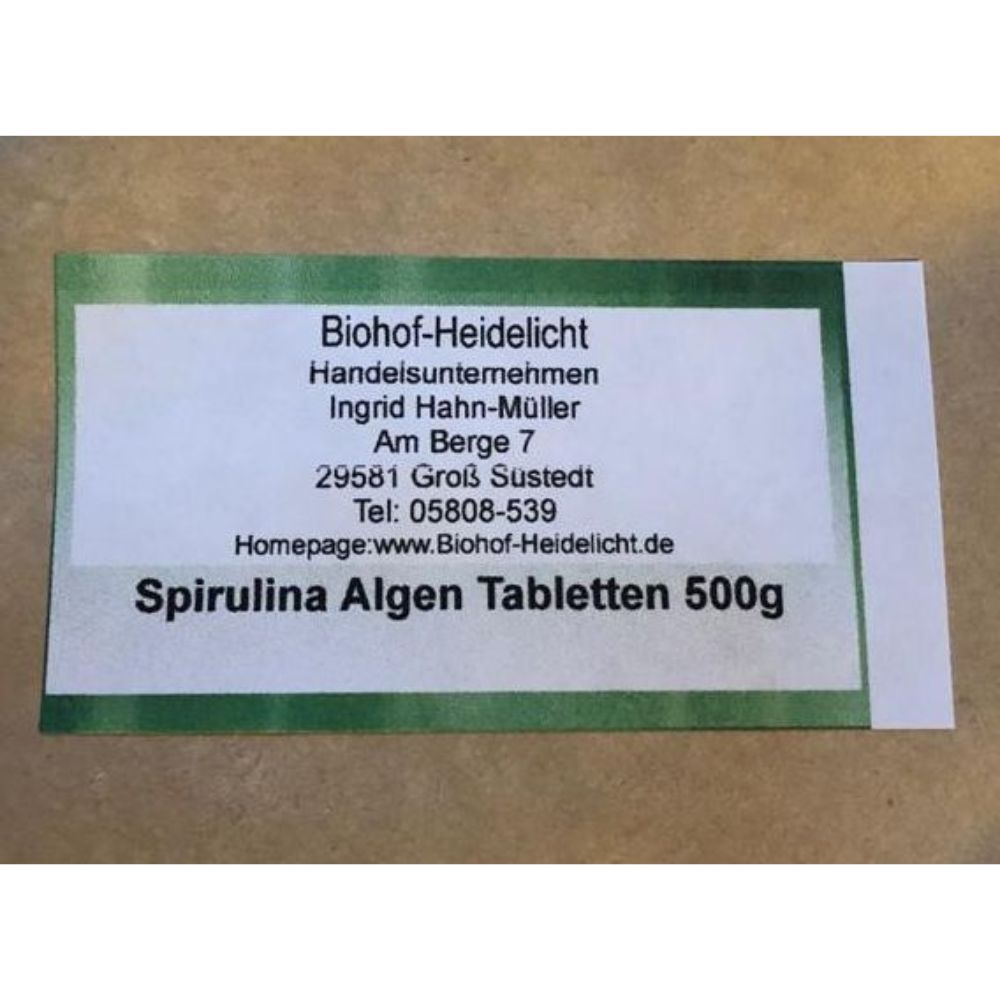 Biohof-Heidelicht
Handelsunternehmen
Ingrid Hahn-Müller
Am Berge 7
29581 Groß Süstedt
Tel: 05808-539
Homepage:www.Biohof-Heidelicht.de
Spirulina Algen Tabletten 500g